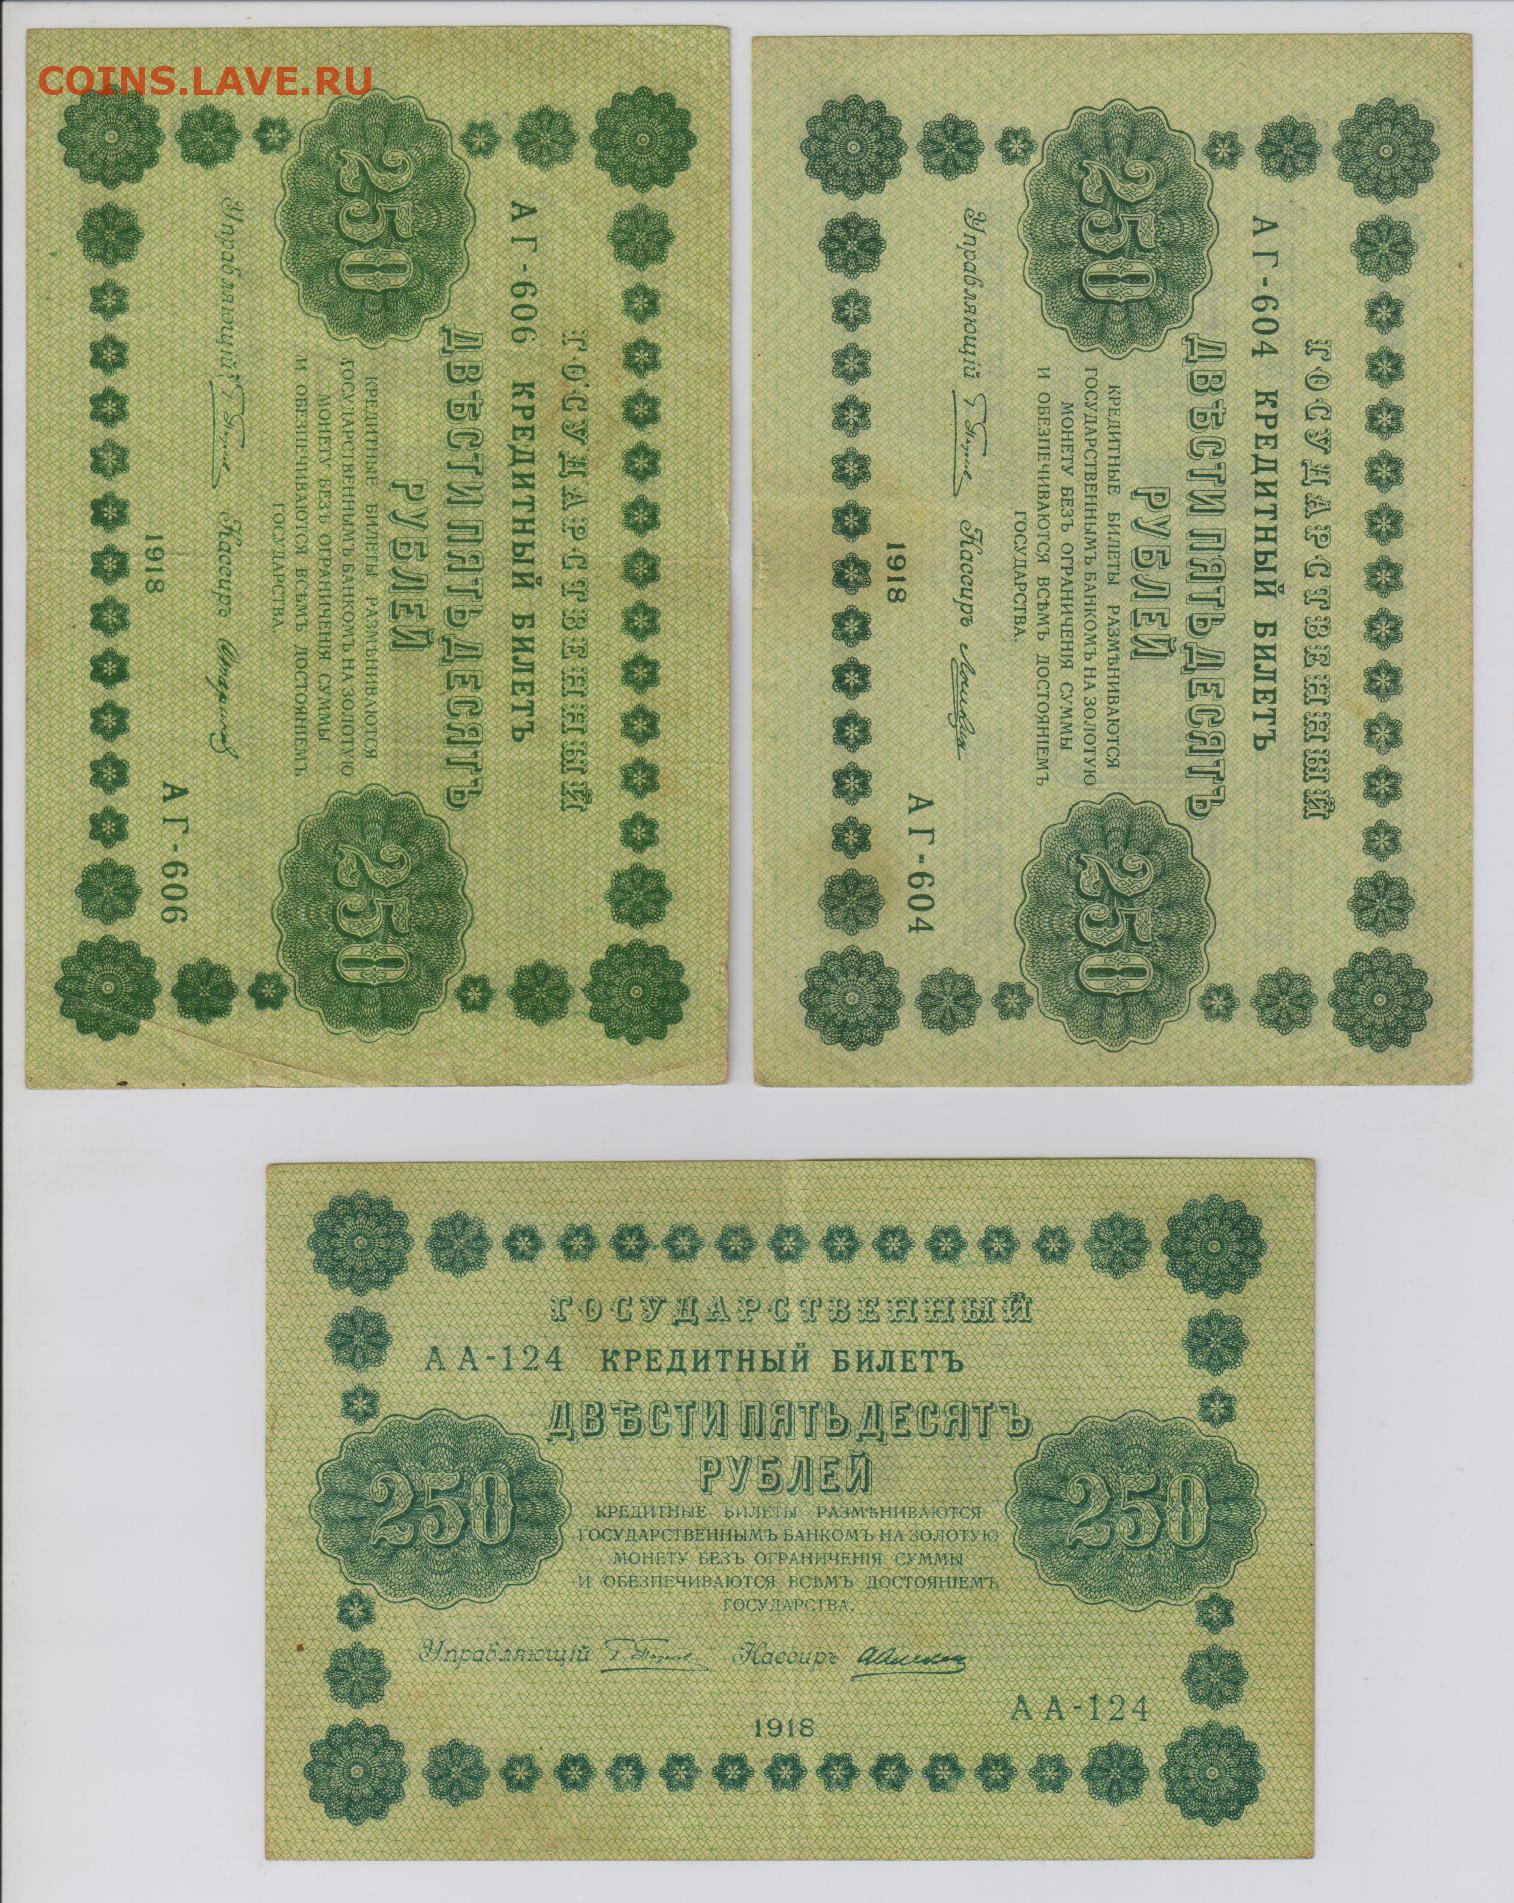 COINS.LAVE.RU
ГОСУДАРСТВЕННЫЙ
АГ-606 КРЕДИТНЫЙ БИЛЕТЪ
ДВѢСТИ ПЯТЬДЕСЯТЪ
РУБЛЕЙ
250
250
КРЕДИТНЫЕ БИЛЕТЫ РАЗМѢНИВАЮТСЯ
ГОСУДАРСТВЕННЫМЪ БАНКОМЪ НА ЗОЛОТУЮ
МОНЕТУ БЕЗЪ ОГРАНИЧЕНІЯ СУММЫ
И ОБЕЗПЕЧИВАЮТСЯ ВСѢМЪ ДОСТОЯНІЕМЪ
ГОСУДАРСТВА.
Управляющій Кассиръ
АГ-606
1918
ГОСУДАРСТВЕННЫЙ
АГ-604 КРЕДИТНЫЙ БИЛЕТЪ
ДВѢСТИ ПЯТЬДЕСЯТЪ
РУБЛЕЙ
250
250
КРЕДИТНЫЕ БИЛЕТЫ РАЗМѢНИВАЮТСЯ
ГОСУДАРСТВЕННЫМЪ БАНКОМЪ НА ЗОЛОТУЮ
МОНЕТУ БЕЗЪ ОГРАНИЧЕНІЯ СУММЫ
И ОБЕЗПЕЧИВАЮТСЯ ВСѢМЪ ДОСТОЯНІЕМЪ
ГОСУДАРСТВА.
Управляющій Кассиръ
АГ-604
1918
ГОСУДАРСТВЕННЫЙ
АА-124 КРЕДИТНЫЙ БИЛЕТЪ
ДВѢСТИ ПЯТЬДЕСЯТЪ
РУБЛЕЙ
250
250
КРЕДИТНЫЕ БИЛЕТЫ РАЗМѢНИВАЮТСЯ
ГОСУДАРСТВЕННЫМЪ БАНКОМЪ НА ЗОЛОТУЮ
МОНЕТУ БЕЗЪ ОГРАНИЧЕНІЯ СУММЫ
И ОБЕЗПЕЧИВАЮТСЯ ВСѢМЪ ДОСТОЯНІЕМЪ
ГОСУДАРСТВА.
Управляющій Кассиръ
АА-124
1918